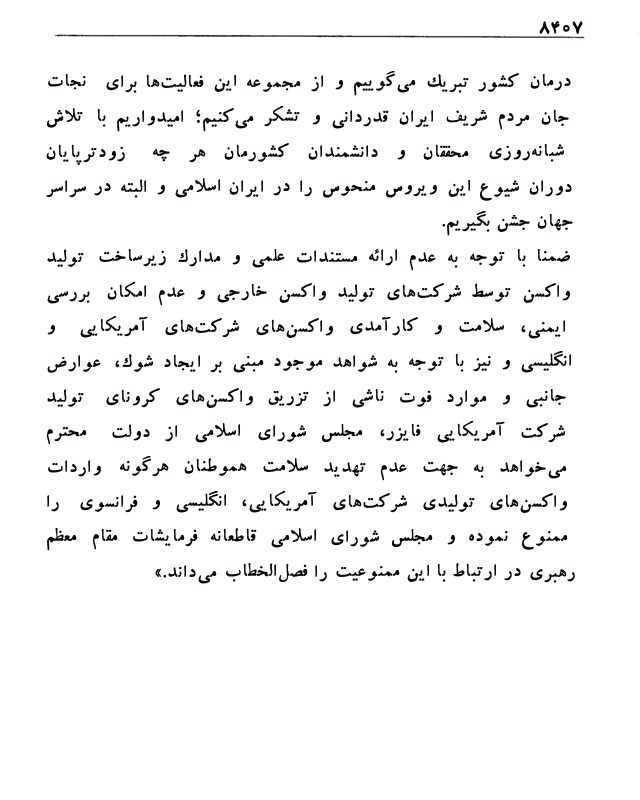 ۸۴۰۷
درمان کشور تبریك می‌گوییم و از مجموعه این فعالیت‌ها برای نجات
جان مردم شریف ایران قدردانی و تشکر می‌کنیم؛ امیدواریم با تلاش
شبانه‌روزی محققان و دانشمندان کشورمان هر چه زودترپایان
دوران شیوع این ویروس منحوس را در ایران اسلامی و البته در سراسر
جهان جشن بگیریم.
ضمنا با توجه به عدم ارائه مستندات علمی و مدارك زیرساخت تولید
واکسن توسط شرکت‌های تولید واکسن خارجی و عدم امکان بررسی
ایمنی، سلامت و کارآمدی واکسن‌های شرکت‌های آمریکایی و
انگلیسی و نیز با توجه به شواهد موجود مبنی بر ایجاد شوك، عوارض
جانبی و موارد فوت ناشی از تزریق واکسن‌های کرونای تولید
شرکت آمریکایی فایزر، مجلس شورای اسلامی از دولت محترم
می‌خواهد به جهت عدم تهدید سلامت هموطنان هرگونه واردات
واکسن‌های تولیدی شرکت‌های آمریکایی، انگلیسی و فرانسوی را
ممنوع نموده و مجلس شورای اسلامی قاطعانه فرمایشات مقام معظم
رهبری در ارتباط با این ممنوعیت را فصل‌الخطاب می‌داند.»